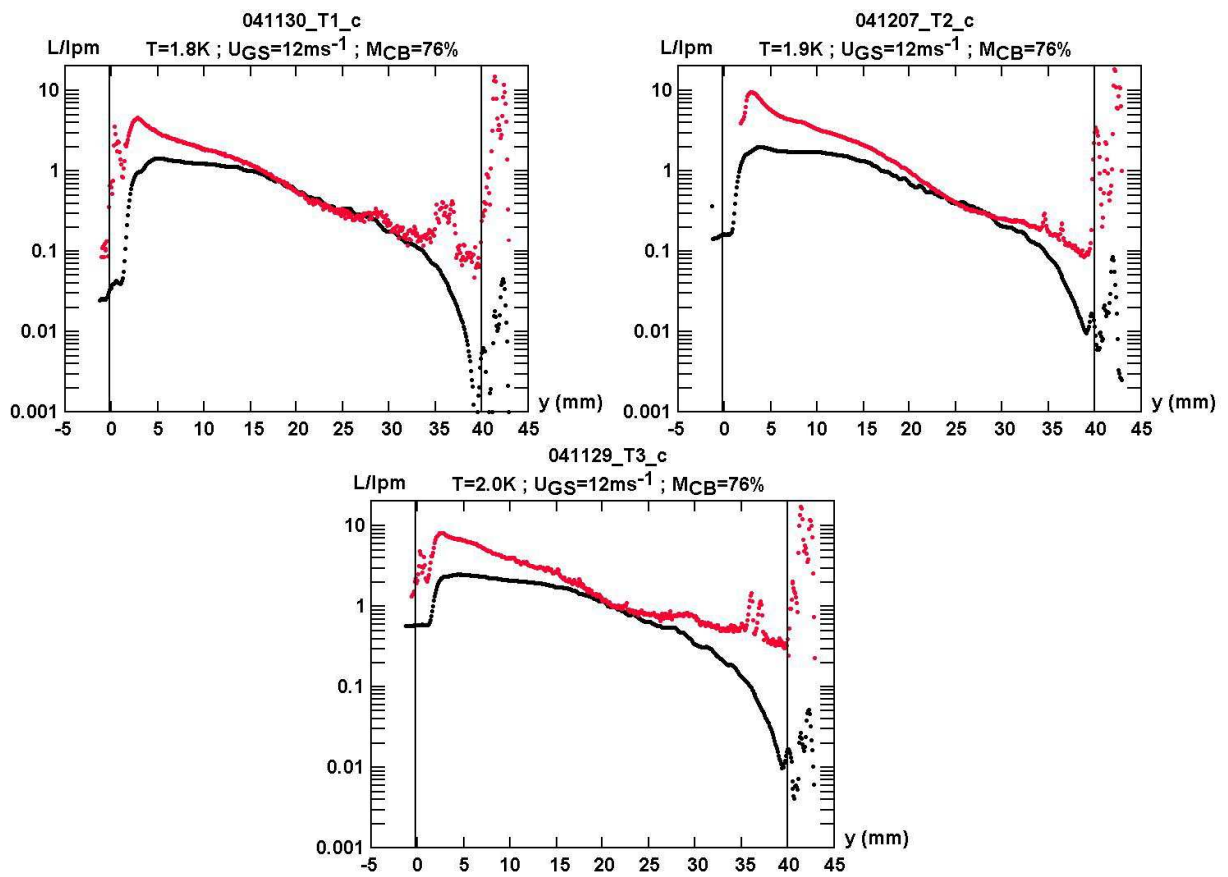 041130_T1_c
L/lpm T=1.8K ; UGS=12ms-1 ; MCB=76%
10
1
0.1
0.01
0.001
y (mm)
-5 0 5 10 15 20 25 30 35 40 45
041207_T2_c
L/lpm T=1.9K ; UGS=12ms-1 ; MCB=76%
10
1
0.1
0.01
0.001
y (mm)
-5 0 5 10 15 20 25 30 35 40 45
041129_T3_c
L/lpm T=2.0K ; UGS=12ms-1 ; MCB=76%
10
1
0.1
0.01
0.001
y (mm)
-5 0 5 10 15 20 25 30 35 40 45